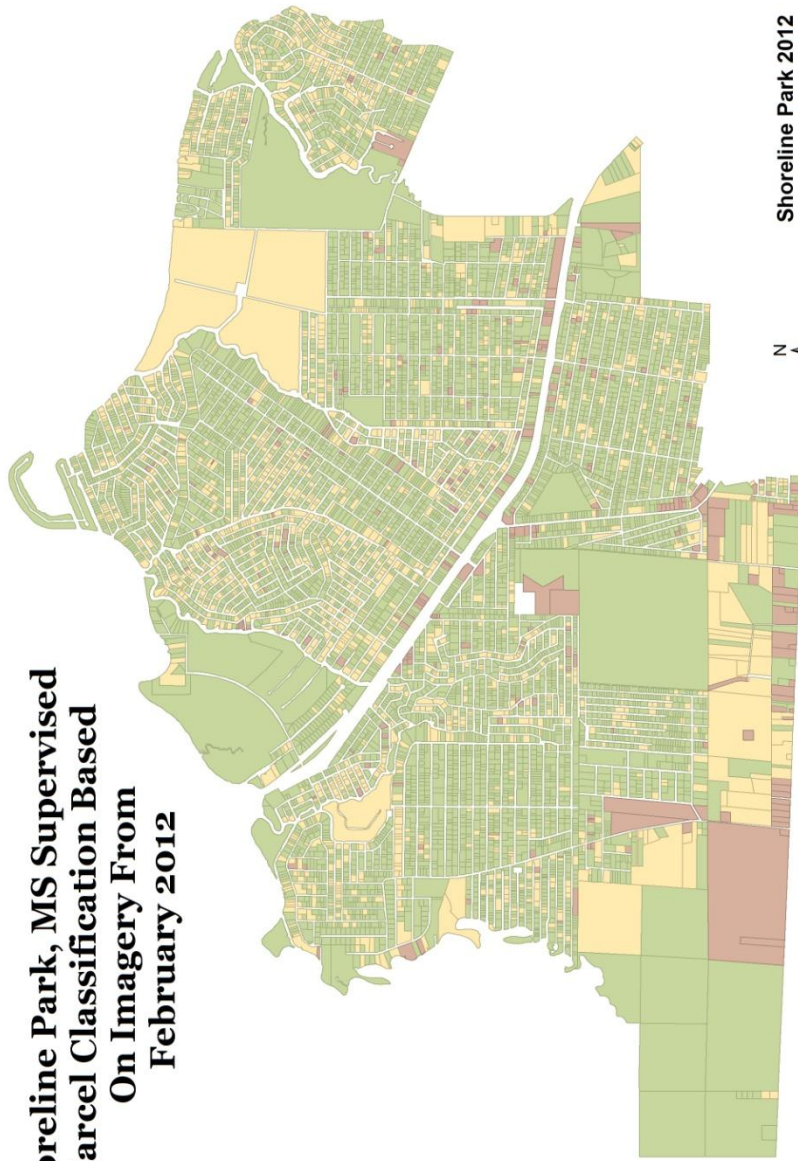 oreline Park, MS Supervised
arcel Classification Based
On Imagery From
February 2012
Shoreline Park 2012
N